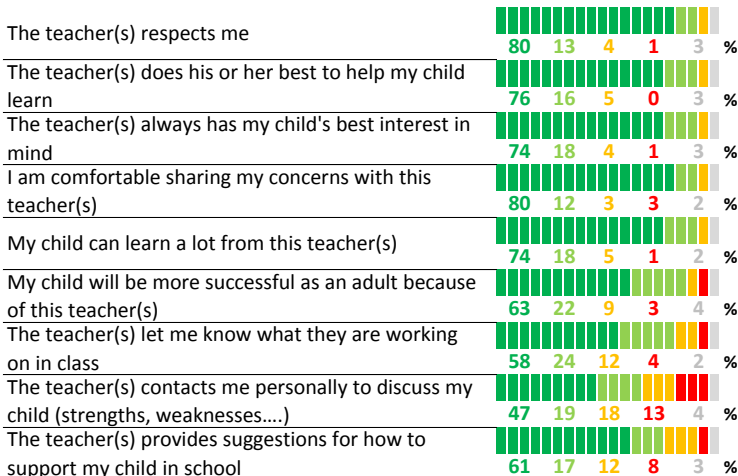 The teacher(s) respects me
80 13 4 1 3 %
The teacher(s) does his or her best to help my child
learn
76 16 5 0 3 %
The teacher(s) always has my child's best interest in
mind
74 18 4 1 3 %
I am comfortable sharing my concerns with this
teacher(s)
80 12 3 3 2 %
My child can learn a lot from this teacher(s)
74 18 5 1 2 %
My child will be more successful as an adult because
of this teacher(s)
63 22 9 3 4 %
The teacher(s) let me know what they are working
on in class
58 24 12 4 2 %
The teacher(s) contacts me personally to discuss my
child (strengths, weaknesses....)
47 19 18 13 4 %
The teacher(s) provides suggestions for how to
support my child in school
61 17 12 8 3 %